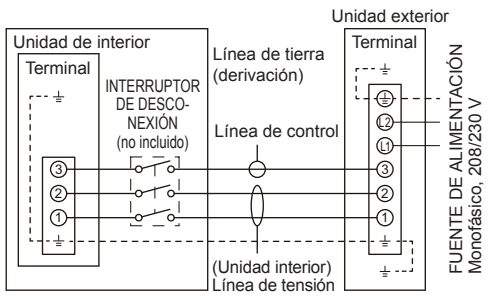 Unidad de interior
Terminal
INTERRUPTOR
DE DESCO-
NEXIÓN
(no incluido)
3
2
1
Línea de tierra
(derivación)
Línea de control
(Unidad interior)
Línea de tensión
Unidad exterior
Terminal
L2
L1
3
2
1
FUENTE DE ALIMENTACIÓN
Monofásico, 208/230 V